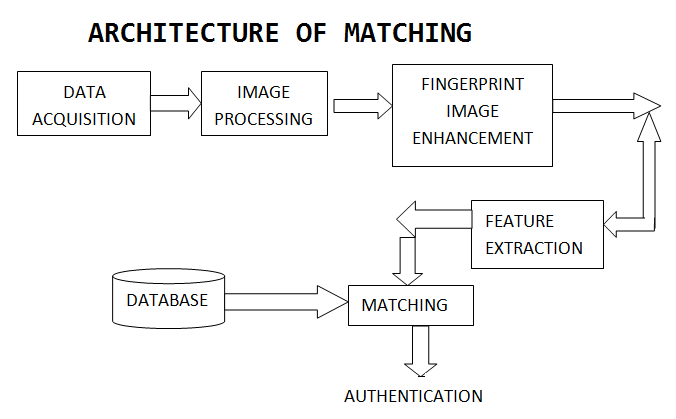 ARCHITECTURE OF MATCHING
DATA
ACQUISITION
IMAGE
PROCESSING
FINGERPRINT
IMAGE
ENHANCEMENT
FEATURE
EXTRACTION
DATABASE
MATCHING
AUTHENTICATION